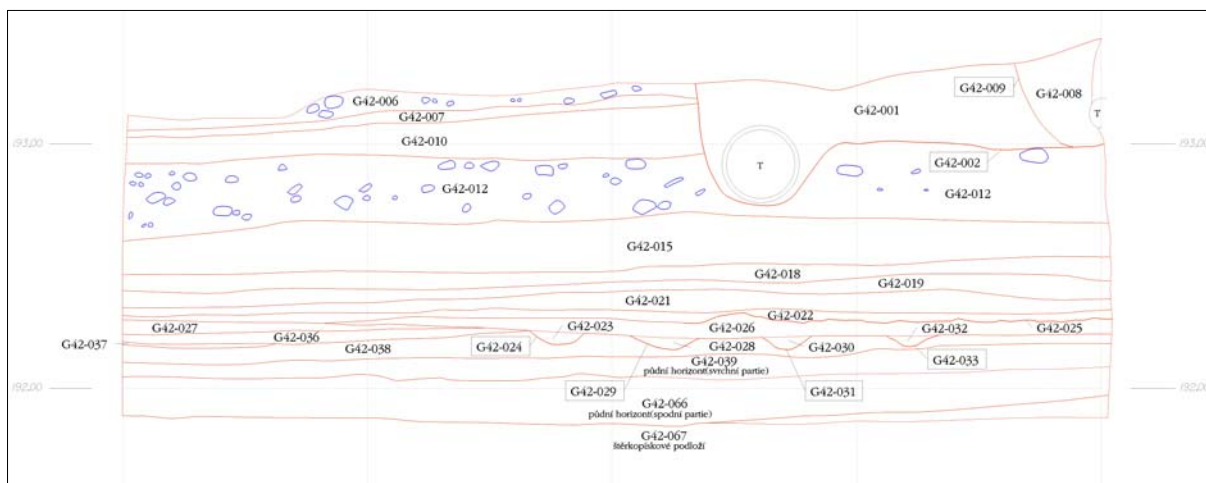 G42-006
G42-009
G42-008
G42-001
G42-007
T
G42-010
193,00
193,00
G42-002
T
G42-012
G42-012
G42-015
G42-018
G42-019
G42-021
G42-022
G42-027
G42-023
G42-026
G42-032
G42-025
G42-036
G42-037
G42-038
G42-024
G42-028
G42-030
G42-039
půdní horizont(svrchní partie)
G42-033
192,00
192,00
G42-029
G42-031
G42-066
půdní horizont(spodní partie)
G42-067
štěrkopískové podloží